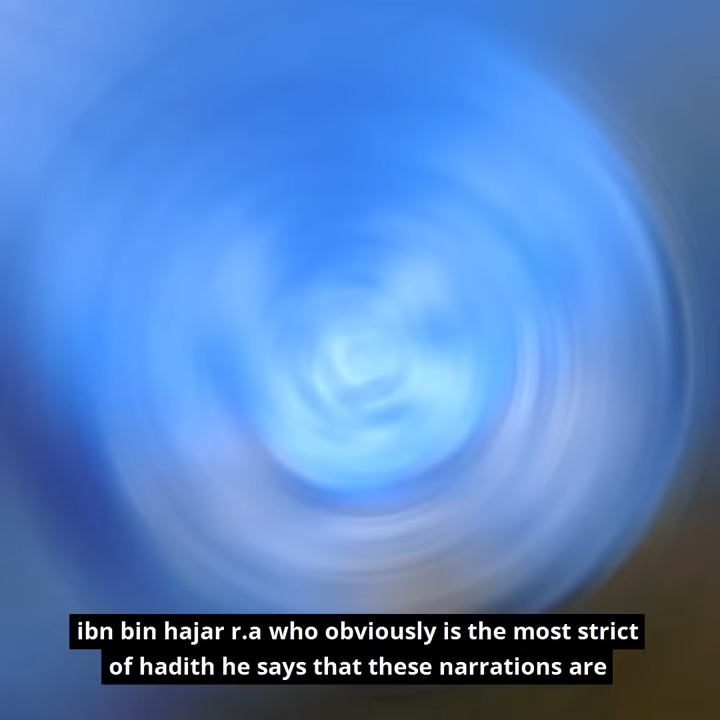 ibn bin hajar r.a who obviously is the most strict
of hadith he says that these narrations are